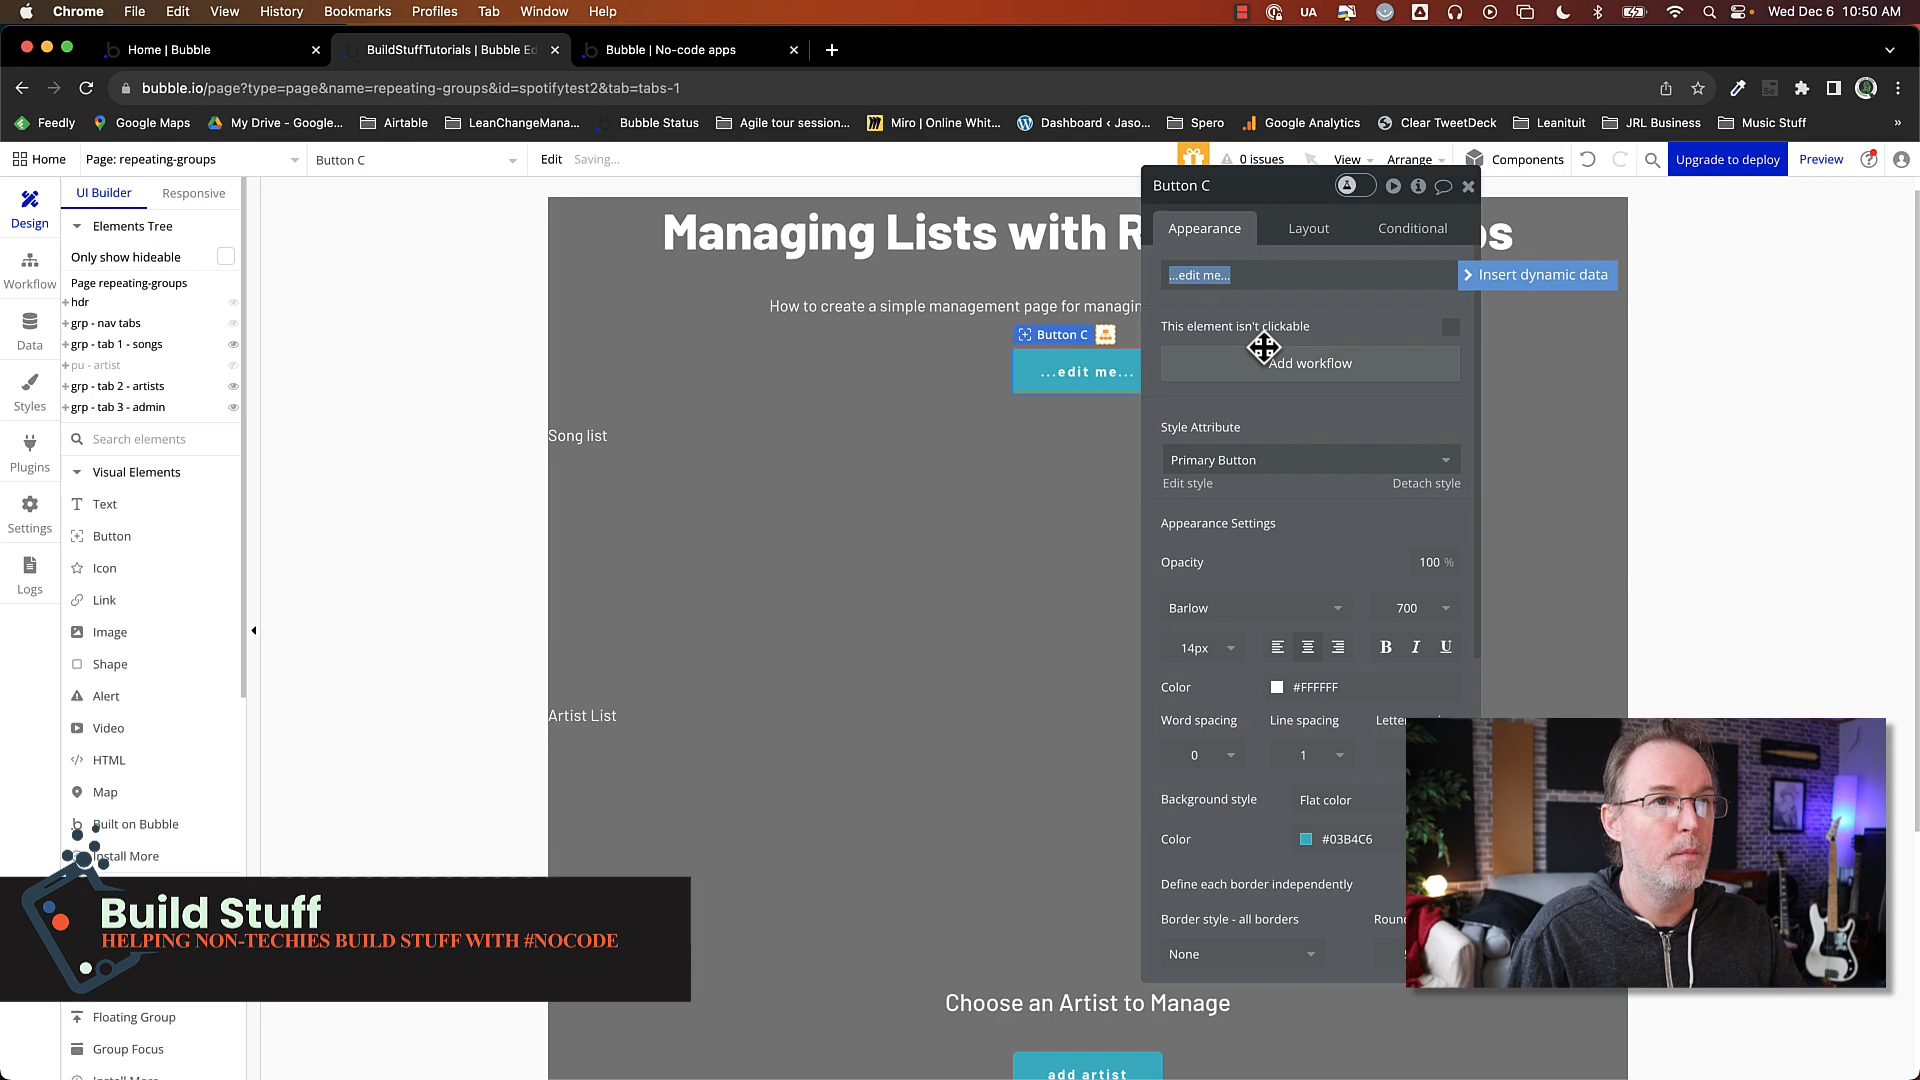 Chrome File Edit View History Bookmarks Profiles Tab Window Help UA Wed Dec 6 10:50 AM
Home | Bubble BuildStuffTutorials | Bubble Ed Bubble | No-code apps
bubble.io/page?type=page&name=repeating-groups&id=spotifytest2&tab=tabs-1
Feedly Google Maps My Drive - Google... Airtable LeanChangeMana... Bubble Status Agile tour session... Miro | Online Whit... Dashboard ‹ Jaso... Spero Google Analytics Clear TweetDeck Leanituit JRL Business Music Stuff »
Home Page: repeating-groups Button C Edit Saving... 0 issues View Arrange Components Upgrade to deploy Preview
Design
Workflow
Data
Styles
Plugins
Settings
Logs
UI Builder Responsive
Elements Tree
Only show hideable
Page repeating-groups
hdr
grp - nav tabs
grp - tab 1 - songs
pu - artist
grp - tab 2 - artists
grp - tab 3 - admin
Search elements
Visual Elements
Text
Button
Icon
Link
Image
Shape
Alert
Video
HTML
Map
Built on Bubble
Install More
Floating Group
Group Focus
Managing Lists with R
ps
How to create a simple management page for managin
Button C
...edit me...
Song list
Artist List
Choose an Artist to Manage
add artist
Button C
Appearance Layout Conditional
...edit me... Insert dynamic data
This element isn't clickable
Add workflow
Style Attribute
Primary Button
Edit style Detach style
Appearance Settings
Opacity 100 %
Barlow 700
14px B I U
Color #FFFFFF
Word spacing Line spacing Lette
0 1
Background style Flat color
Color #03B4C6
Define each border independently
Border style - all borders Roun
None
Build Stuff
HELPING NON-TECHIES BUILD STUFF WITH #NOCODE